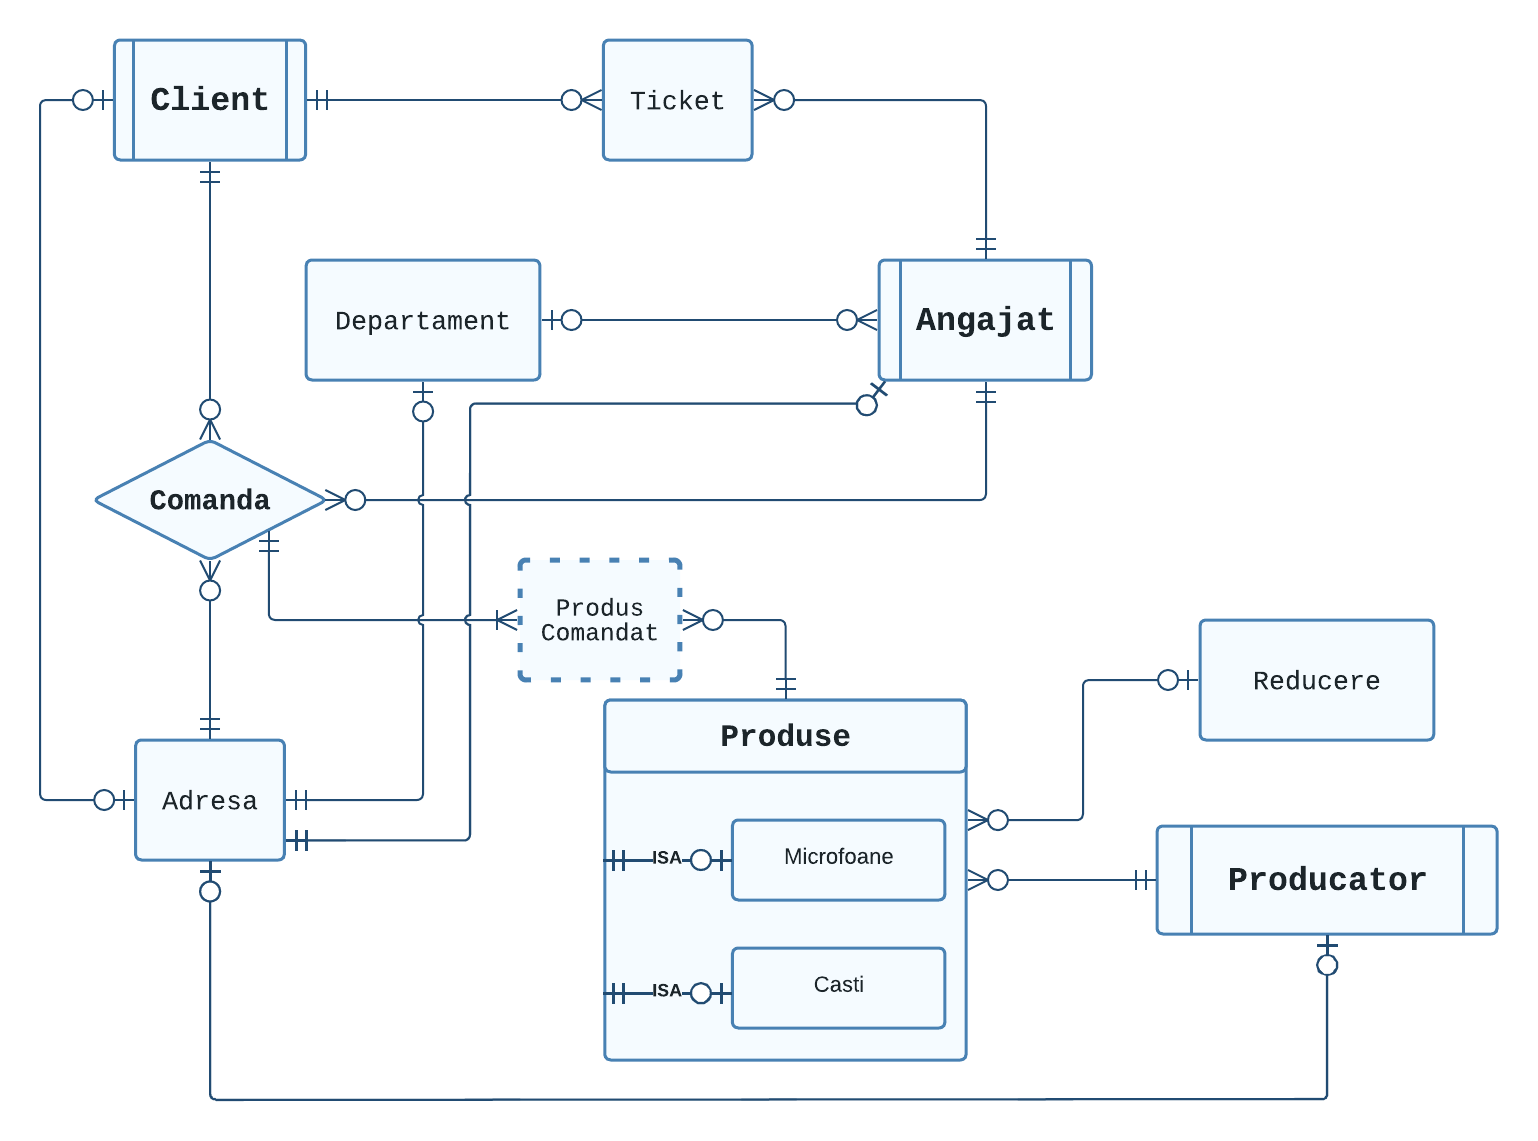 Client
Ticket
Departament
Angajat
Comanda
Produs
Comandat
Reducere
Produse
Adresa
ISA
Microfoane
Producator
ISA
Casti